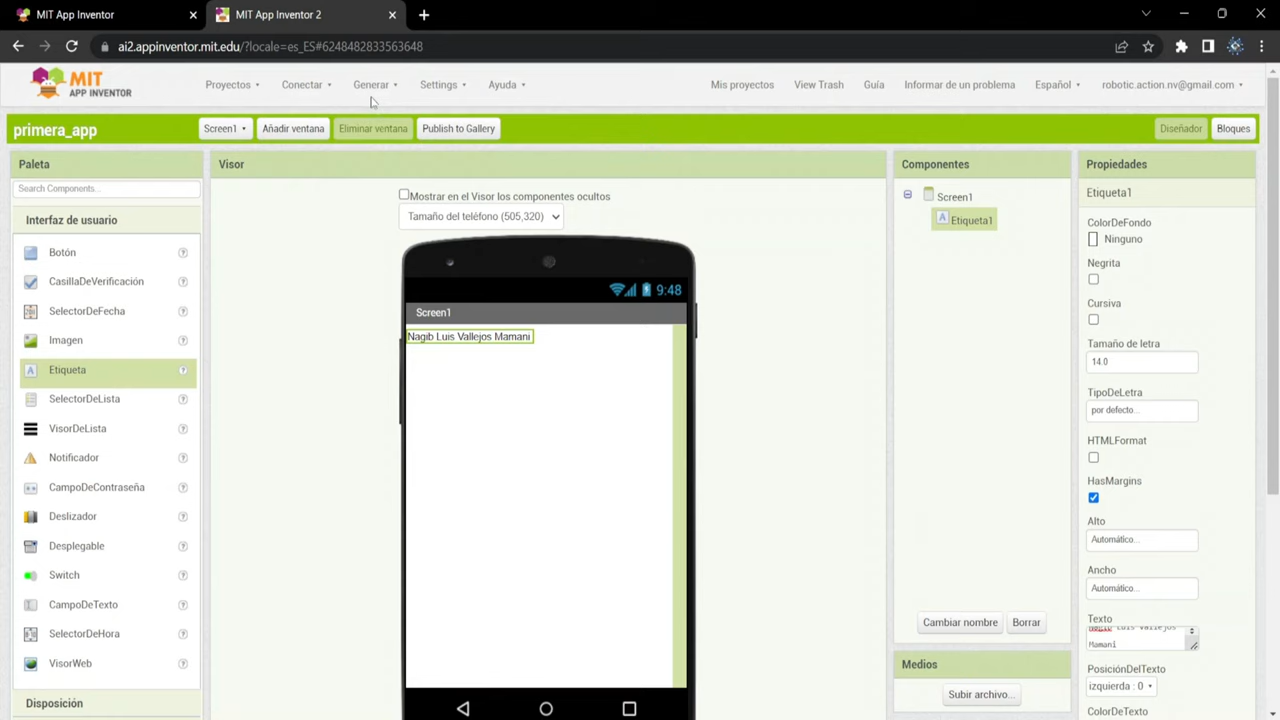 MIT App Inventor
MIT App Inventor 2
ai2.appinventor.mit.edu/?locale=es_ES#6248482833563648
MIT
APP INVENTOR
Proyectos
Conectar
Generar
Settings
Ayuda
Mis proyectos
View Trash
Guía
Informar de un problema
Español
robotic.action.nv@gmail.com
primera_app
Screen1
Añadir ventana
Eliminar ventana
Publish to Gallery
Diseñador
Bloques
Paleta
Search Components...
Interfaz de usuario
Botón
CasillaDeVerificación
SelectorDeFecha
Imagen
Etiqueta
SelectorDeLista
VisorDeLista
Notificador
CampoDeContraseña
Deslizador
Desplegable
Switch
CampoDeTexto
SelectorDeHora
VisorWeb
Disposición
Visor
Mostrar en el Visor los componentes ocultos
Tamaño del teléfono (505,320)
9:48
Screen1
Nagib Luis Vallejos Mamani
Componentes
Screen1
Etiqueta1
Cambiar nombre
Borrar
Medios
Subir archivo...
Propiedades
Etiqueta1
ColorDeFondo
Ninguno
Negrita
Cursiva
Tamaño de letra
14.0
TipoDeLetra
por defecto...
HTMLFormat
HasMargins
Alto
Automático...
Ancho
Automático...
Texto
Nagib Luis Vallejos
Mamani
PosiciónDelTexto
izquierda : 0
ColorDeTexto